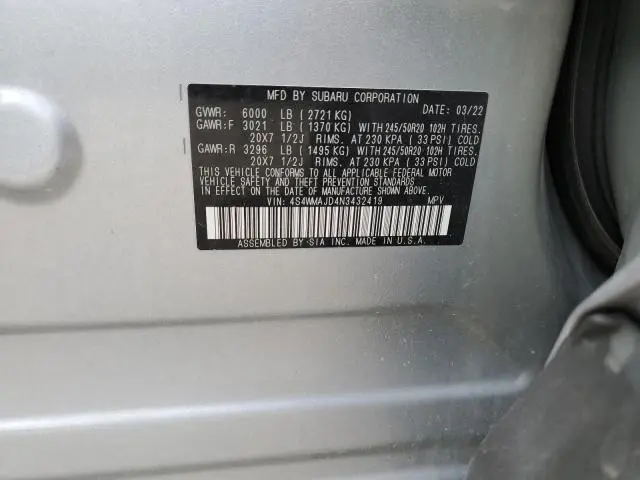 MFD BY SUBARU CORPORATION
GVWR: 6000 LB ( 2721 KG) DATE: 03/22
GAWR:F 3021 LB ( 1370 KG) WITH 245/50R20 102H TIRES.
20X7 1/2J RIMS. AT 230 KPA ( 33 PSI) COLD
GAWR:R 3296 LB ( 1495 KG) WITH 245/50R20 102H TIRES.
20X7 1/2J RIMS. AT 230 KPA ( 33 PSI) COLD
THIS VEHICLE CONFORMS TO ALL APPLICABLE FEDERAL MOTOR
VEHICLE SAFETY AND THEFT PREVENTION STANDARDS
IN EFFECT ON THE DATE OF MANUFACTURE SHOWN ABOVE.
VIN: 4S4WMAJD4N3432419 MPV
ASSEMBLED BY SIA INC. MADE IN U.S.A.